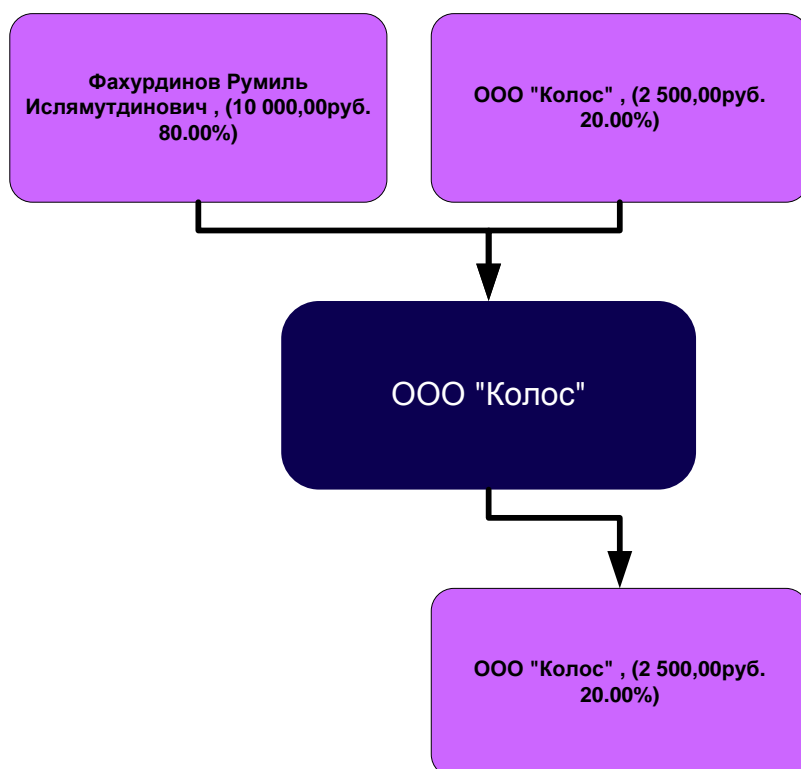 Фахурдинов Румиль
Ислямутдинович , (10 000,00руб.
80.00%)
ООО "Колос" , (2 500,00руб.
20.00%)
ООО "Колос"
ООО "Колос" , (2 500,00руб.
20.00%)